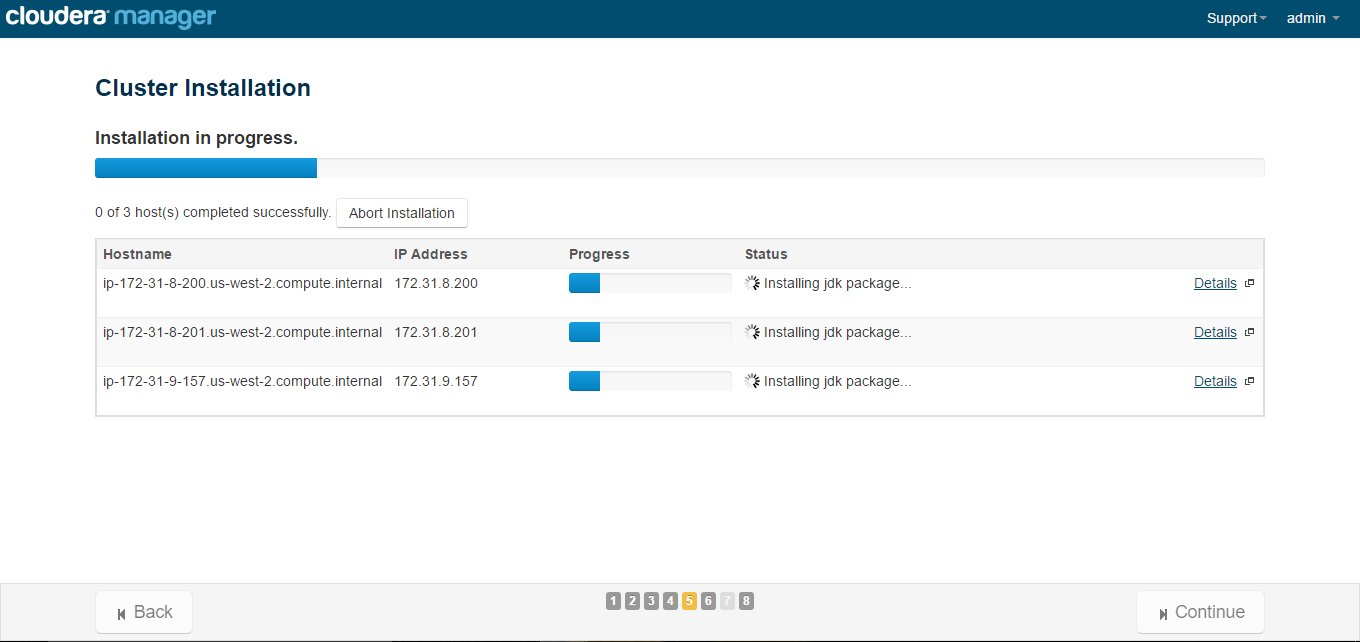 cloudera manager
Support admin
Cluster Installation
Installation in progress.
0 of 3 host(s) completed successfully. Abort Installation
Hostname IP Address Progress Status
ip-172-31-8-200.us-west-2.compute.internal 172.31.8.200 Installing jdk package... Details
ip-172-31-8-201.us-west-2.compute.internal 172.31.8.201 Installing jdk package... Details
ip-172-31-9-157.us-west-2.compute.internal 172.31.9.157 Installing jdk package... Details
Back 1 2 3 4 5 6 7 8 Continue